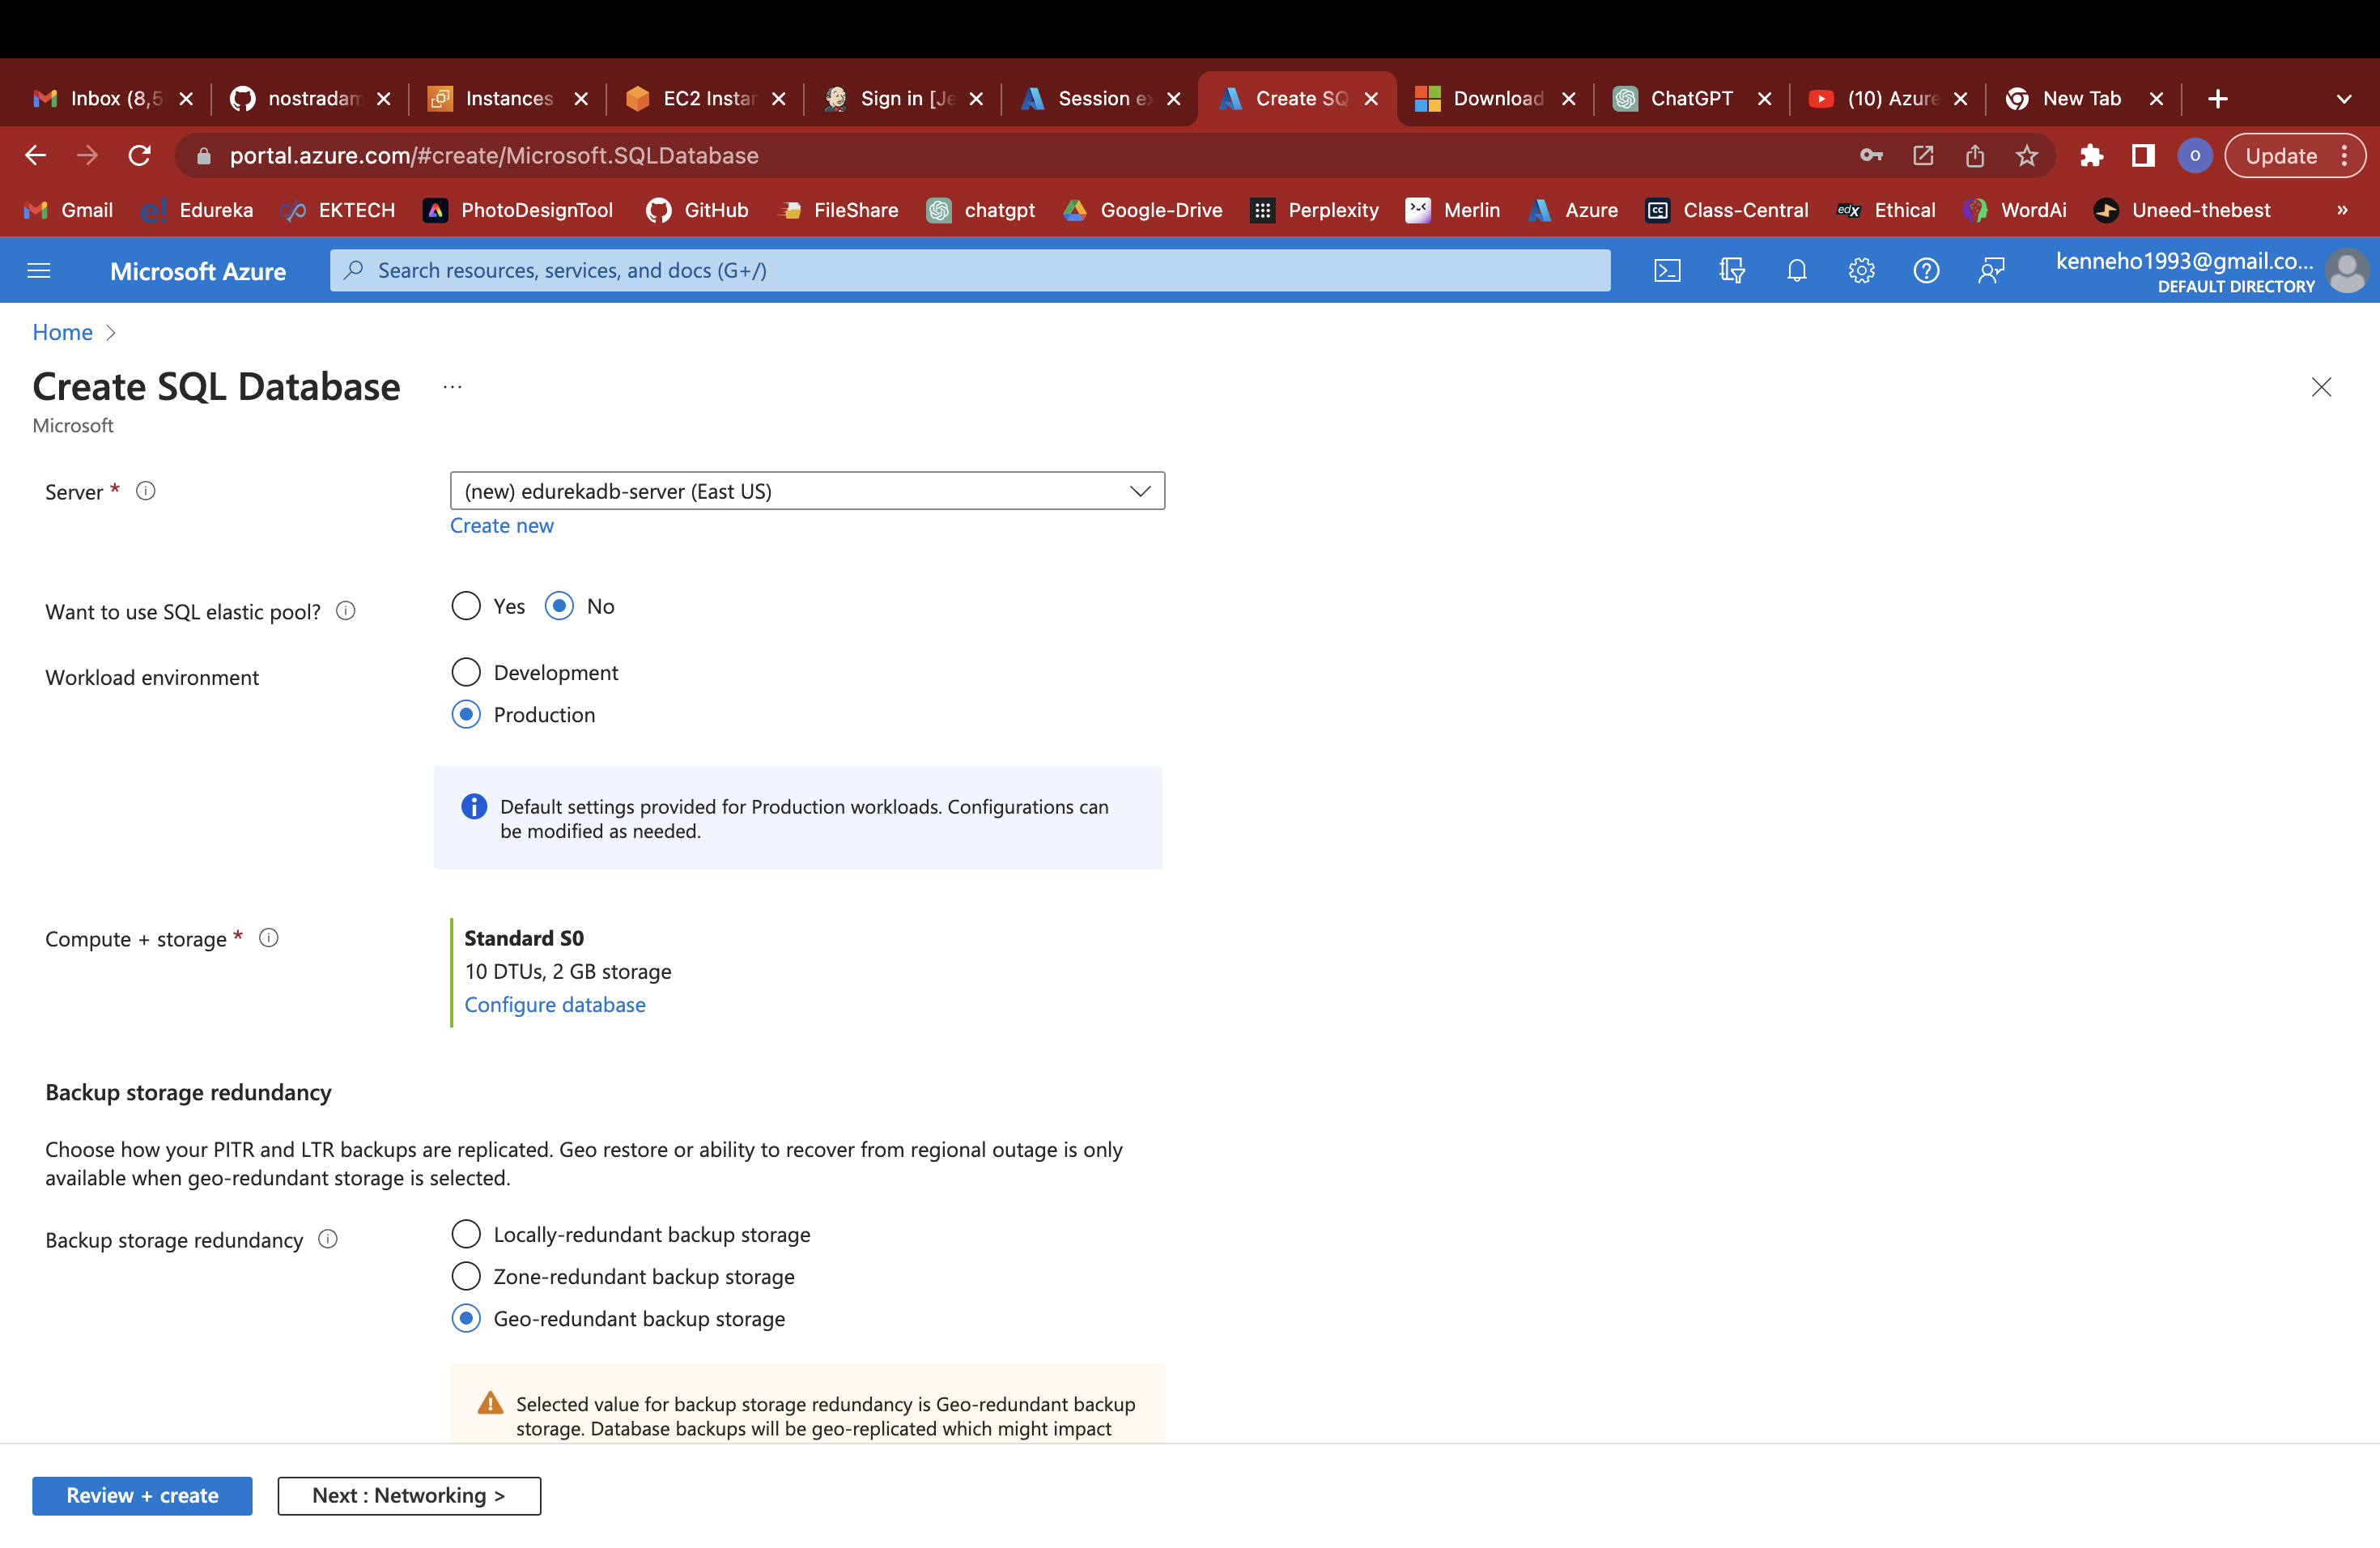 Inbox (8,5
nostradam
Instances
EC2 Instan
Sign in [Je
Session ex
Create SQ
Download
ChatGPT
(10) Azure
New Tab
portal.azure.com/#create/Microsoft.SQLDatabase
O
Update
Gmail
Edureka
EKTECH
PhotoDesignTool
GitHub
FileShare
chatgpt
Google-Drive
Perplexity
Merlin
Azure
Class-Central
Ethical
WordAi
Uneed-thebest
»
Microsoft Azure
Search resources, services, and docs (G+/)
kenneho1993@gmail.co...
DEFAULT DIRECTORY
Home >
Create SQL Database ...
Microsoft
Server *
(new) edurekadb-server (East US)
Create new
Want to use SQL elastic pool?
Yes
No
Workload environment
Development
Production
Default settings provided for Production workloads. Configurations can
be modified as needed.
Compute + storage *
Standard S0
10 DTUs, 2 GB storage
Configure database
Backup storage redundancy
Choose how your PITR and LTR backups are replicated. Geo restore or ability to recover from regional outage is only
available when geo-redundant storage is selected.
Backup storage redundancy
Locally-redundant backup storage
Zone-redundant backup storage
Geo-redundant backup storage
Selected value for backup storage redundancy is Geo-redundant backup
storage. Database backups will be geo-replicated which might impact
Review + create
Next : Networking >